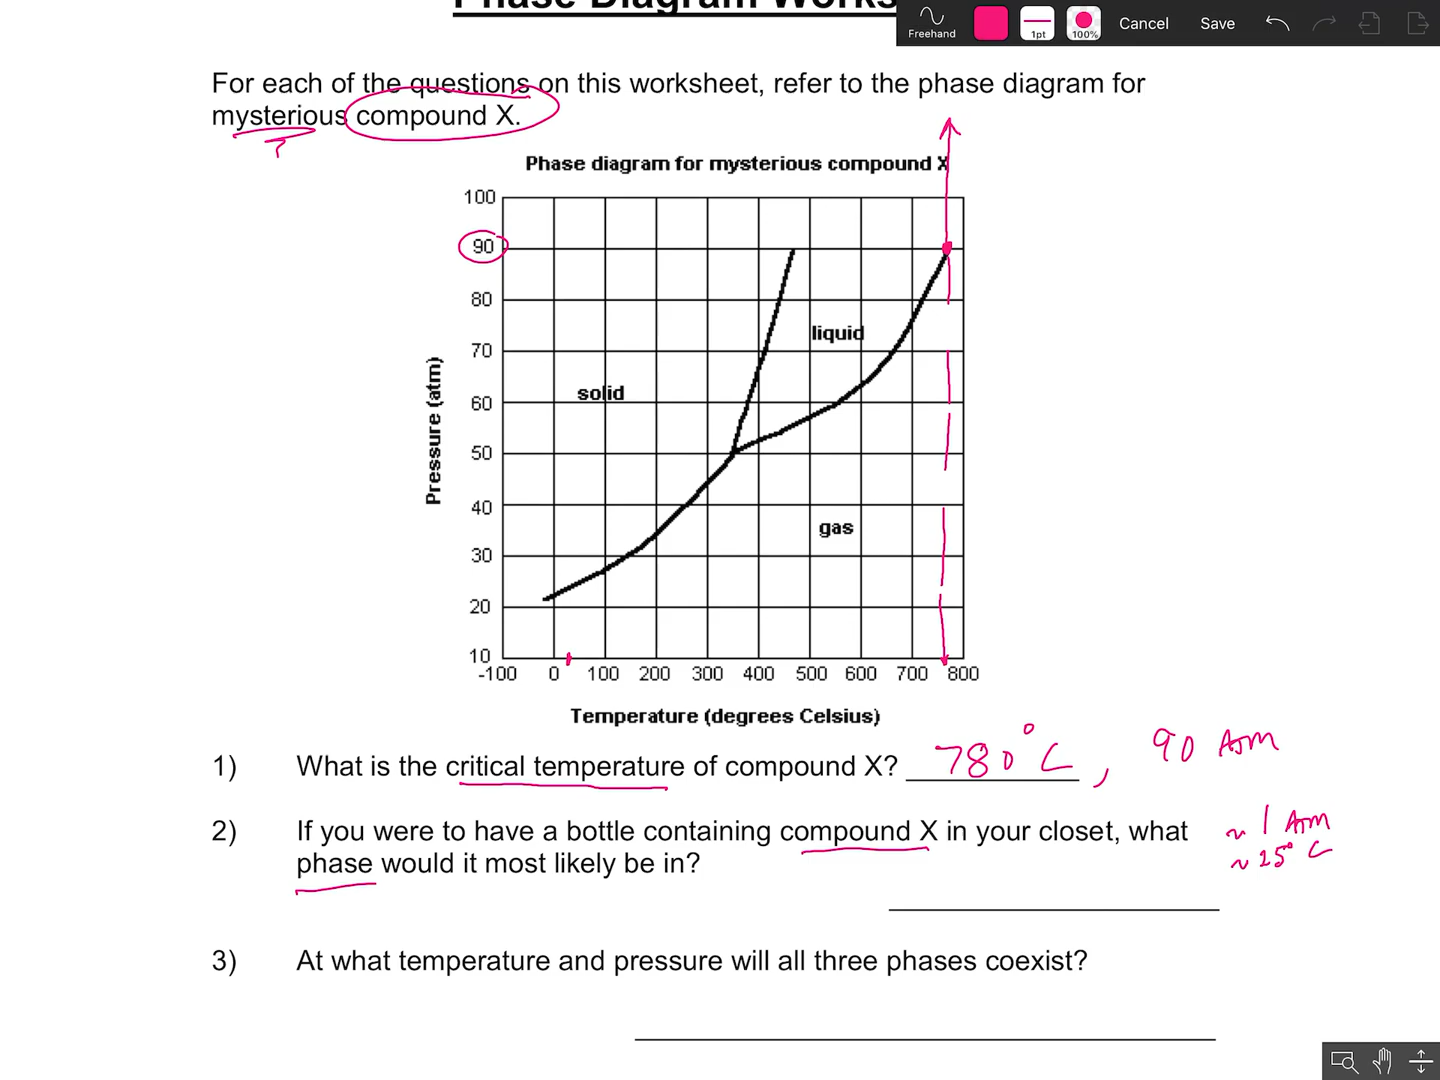 Phase Diagram Works
Freehand
1pt
100%
Cancel
Save
For each of the questions on this worksheet, refer to the phase diagram for
mysterious compound X.
?
Phase diagram for mysterious compound X
100
90
80
70
60
50
40
30
20
10
Pressure (atm)
solid
liquid
gas
-100 0 100 200 300 400 500 600 700 800
Temperature (degrees Celsius)
1) What is the critical temperature of compound X? 780°C, 90 Atm
2) If you were to have a bottle containing compound X in your closet, what
phase would it most likely be in?
~ 1 Atm
~ 25° C
3) At what temperature and pressure will all three phases coexist?